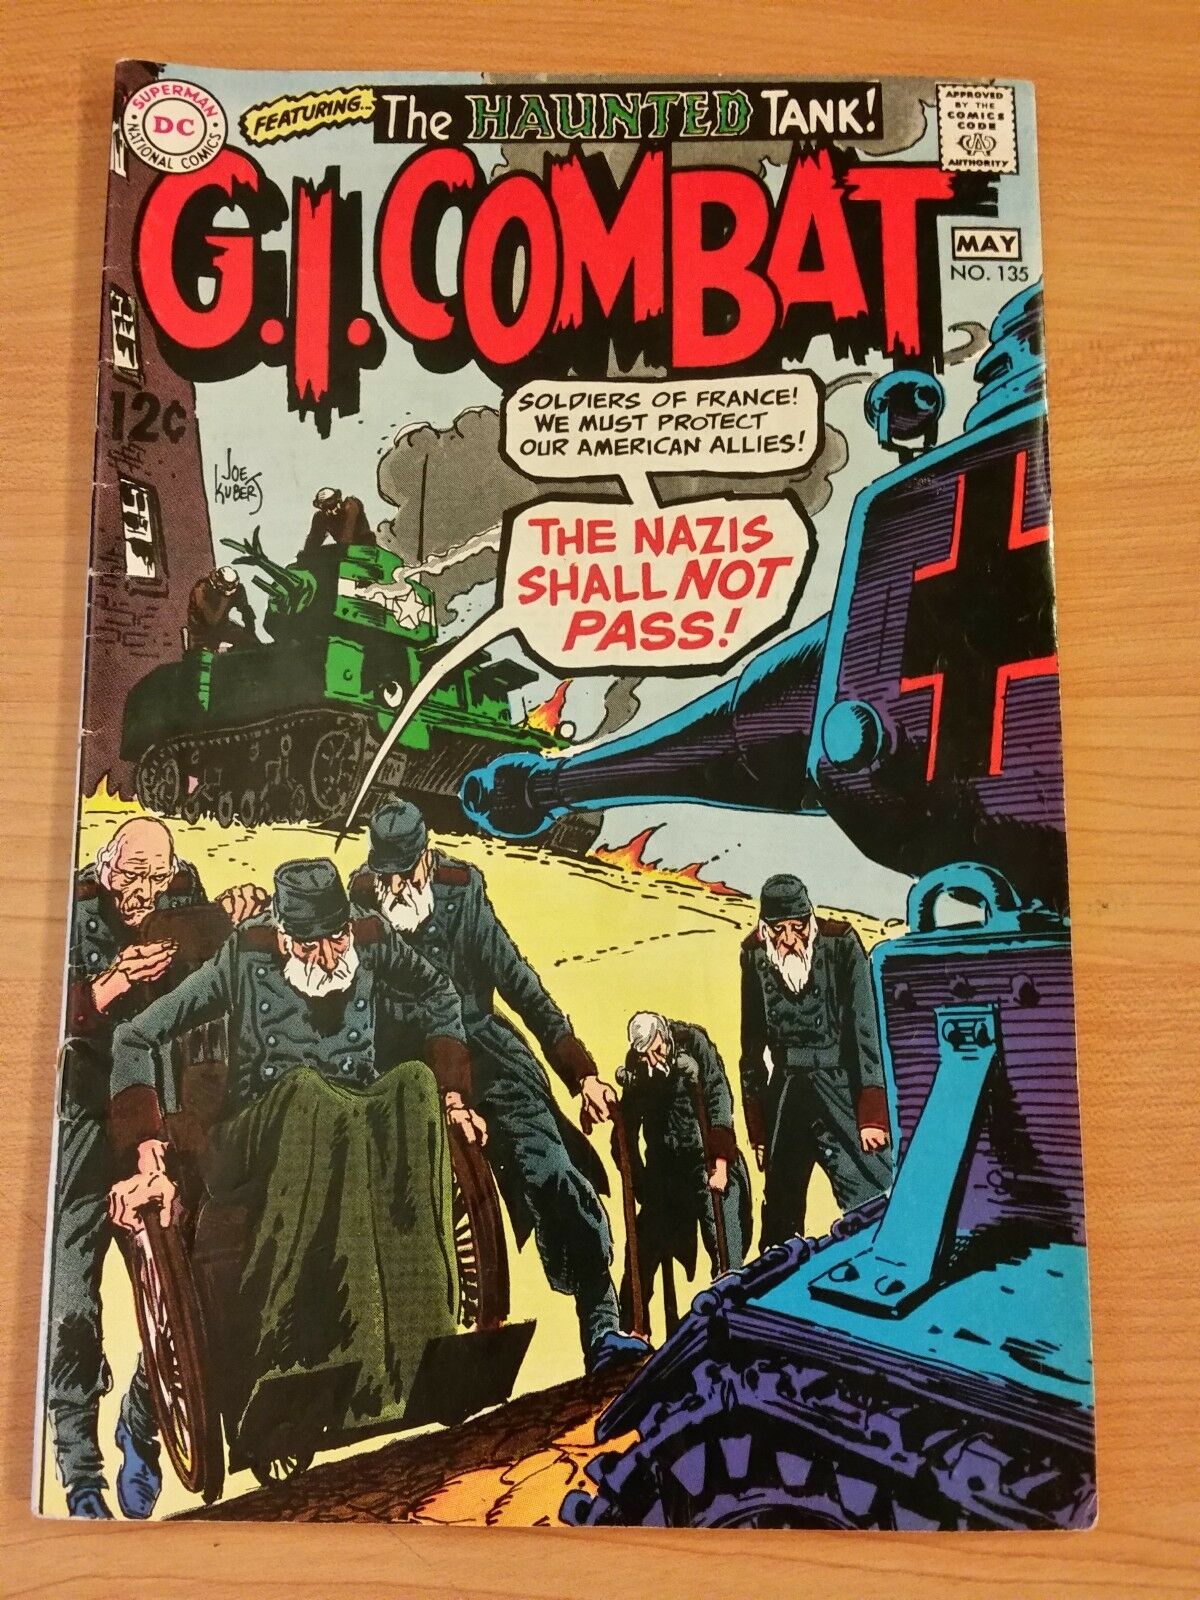 SUPERMAN
DC
NATIONAL COMICS
FEATURING...
The HAUNTED TANK!
APPROVED
BY THE
COMICS
CODE
CA
AUTHORITY
G.I. COMBAT
MAY
NO. 135
12¢
JOE
KUBERT
SOLDIERS OF FRANCE!
WE MUST PROTECT
OUR AMERICAN ALLIES!
THE NAZIS
SHALL NOT
PASS!